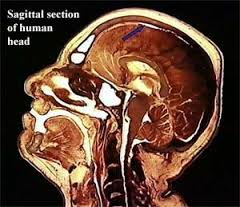 Sagittal section
of human
head